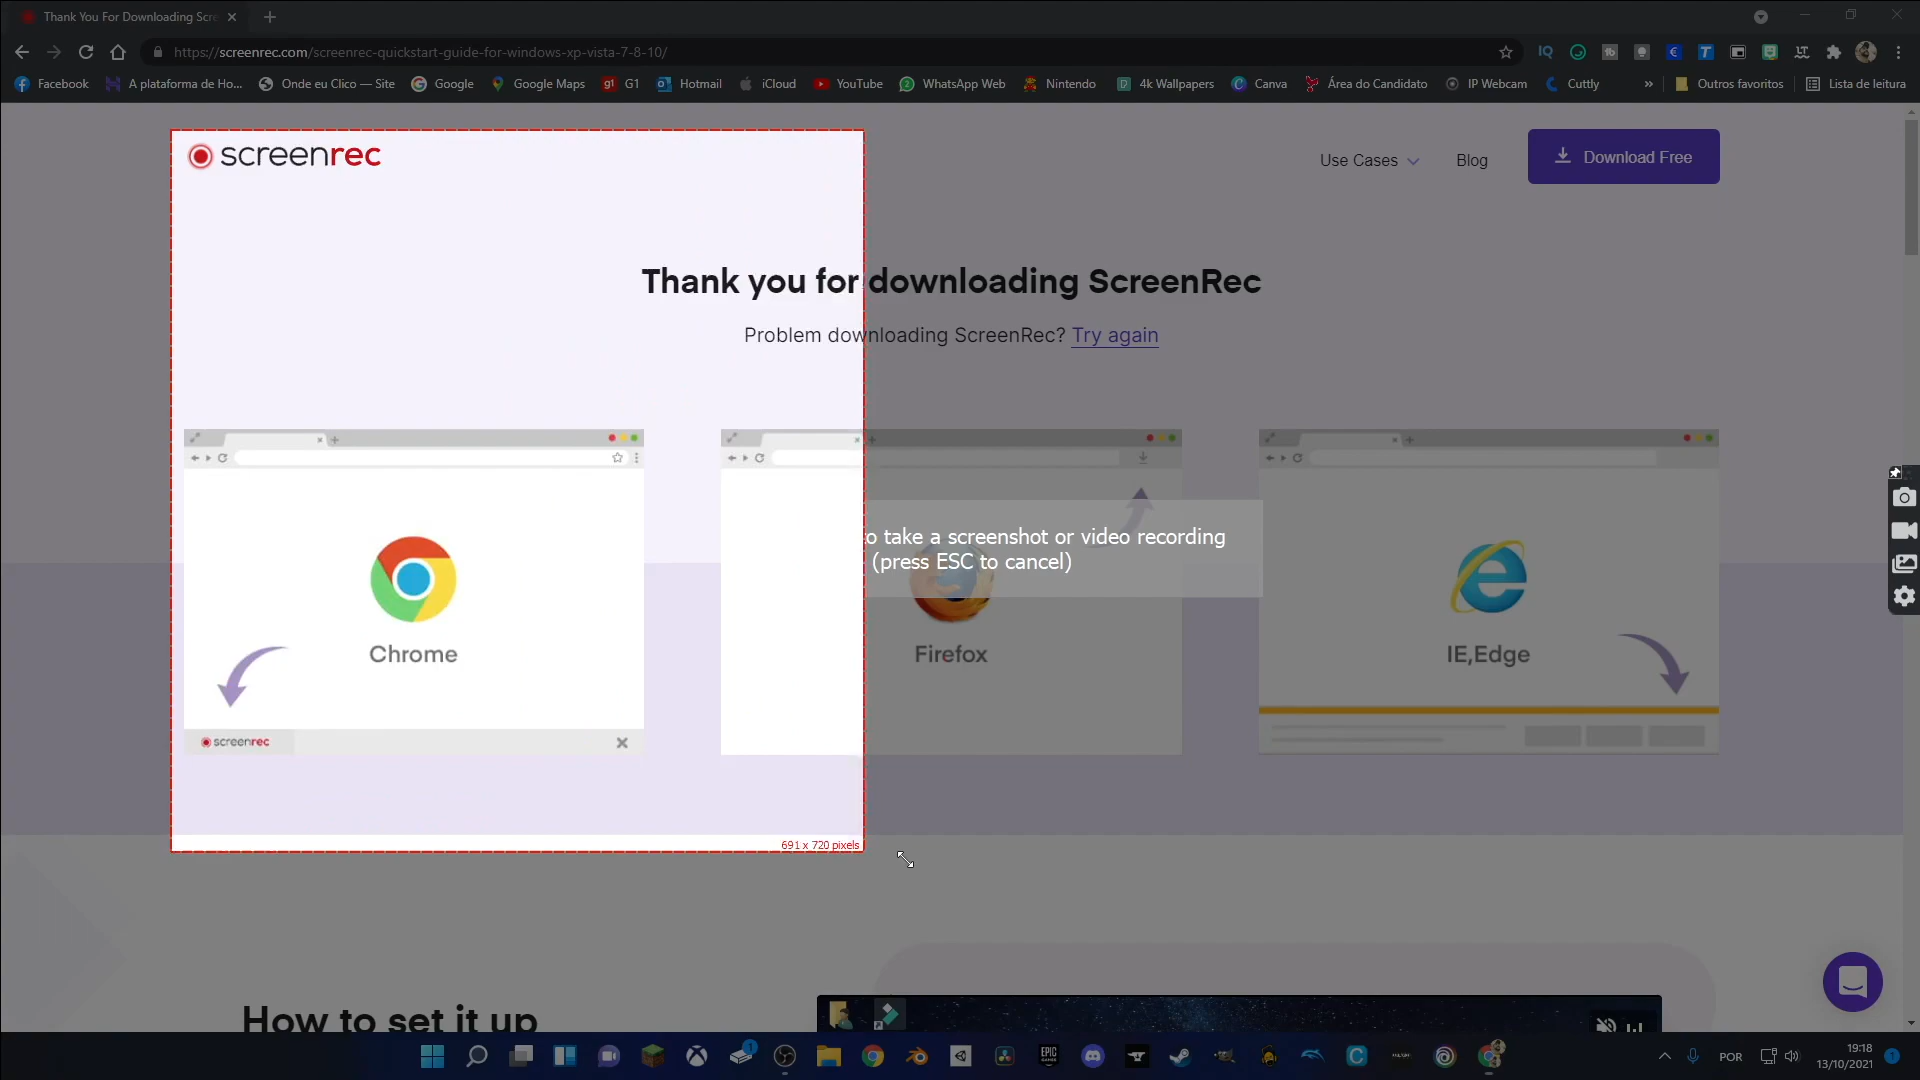 Thank You For Downloading Scre
https://screenrec.com/screenrec-quickstart-guide-for-windows-xp-vista-7-8-10/
Facebook
A plataforma de Ho...
Onde eu Clico — Site
Google
Google Maps
G1
Hotmail
iCloud
YouTube
WhatsApp Web
Nintendo
4k Wallpapers
Canva
Área do Candidato
IP Webcam
Cuttly
»
Outros favoritos
Lista de leitura
screenrec
Use Cases
Blog
Download Free
Thank you for downloading ScreenRec
Problem downloading ScreenRec? Try again
o take a screenshot or video recording
(press ESC to cancel)
Chrome
Firefox
IE,Edge
screenrec
691 x 720 pixels
How to set it up
POR
19:18
13/10/2021